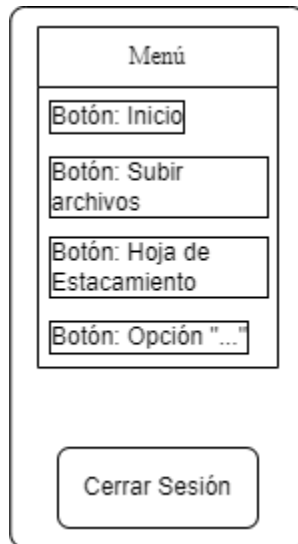 Menú
Botón: Inicio
Botón: Subir
archivos
Botón: Hoja de
Estacamiento
Botón: Opción "..."
Cerrar Sesión